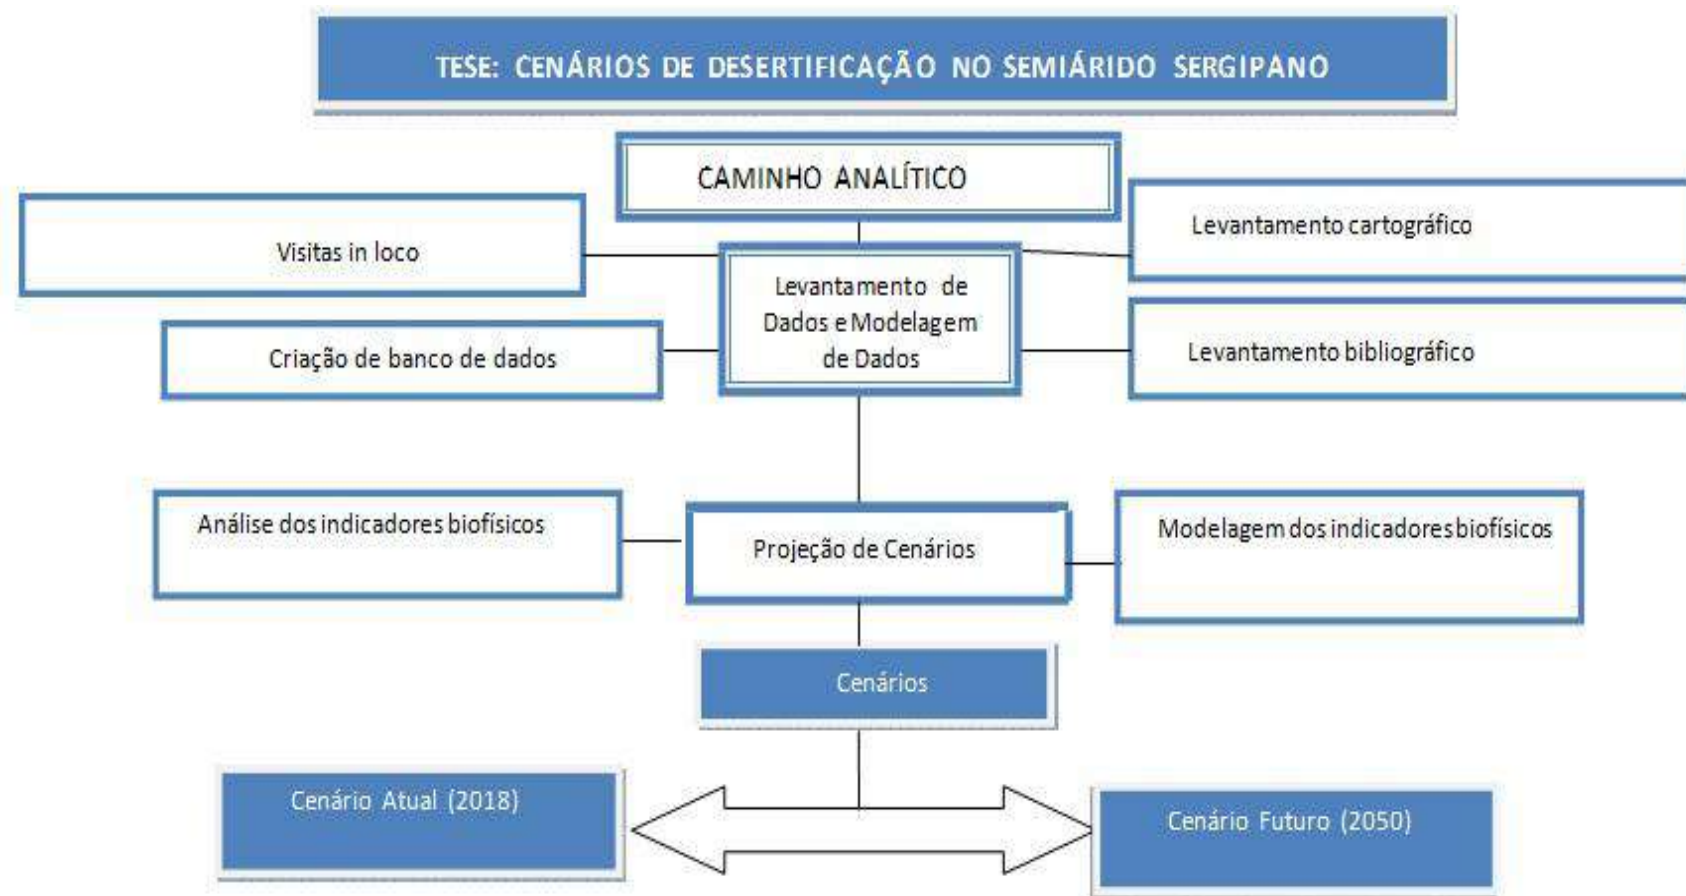 TESE: CENÁRIOS DE DESERTIFICAÇÃO NO SEMIÁRIDO SERGIPANO
CAMINHO ANALÍTICO
Visitas in loco
Levantamento cartográfico
Levantamento de
Dados e Modelagem
de Dados
Criação de banco de dados
Levantamento bibliográfico
Análise dos indicadores biofísicos
Projeção de Cenários
Modelagem dos indicadores biofísicos
Cenários
Cenário Atual (2018)
Cenário Futuro (2050)